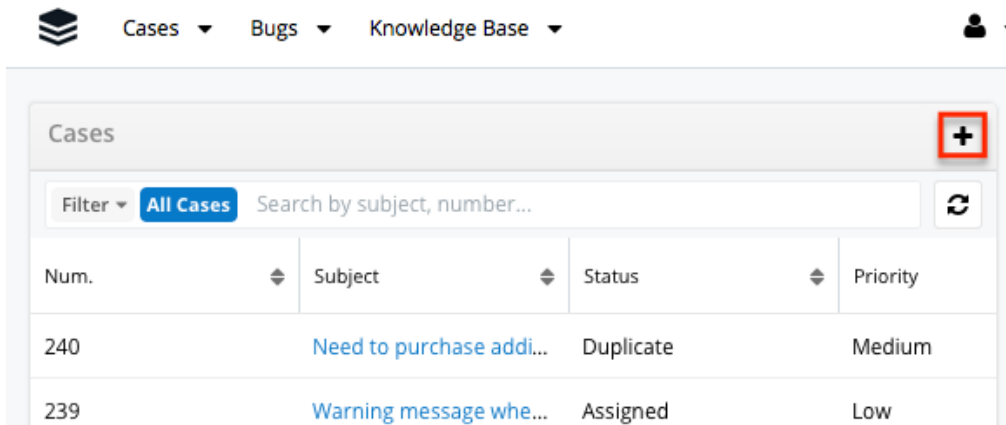 Cases Bugs Knowledge Base
Cases
Filter All Cases Search by subject, number...
Num. Subject Status Priority
240 Need to purchase addi... Duplicate Medium
239 Warning message whe... Assigned Low